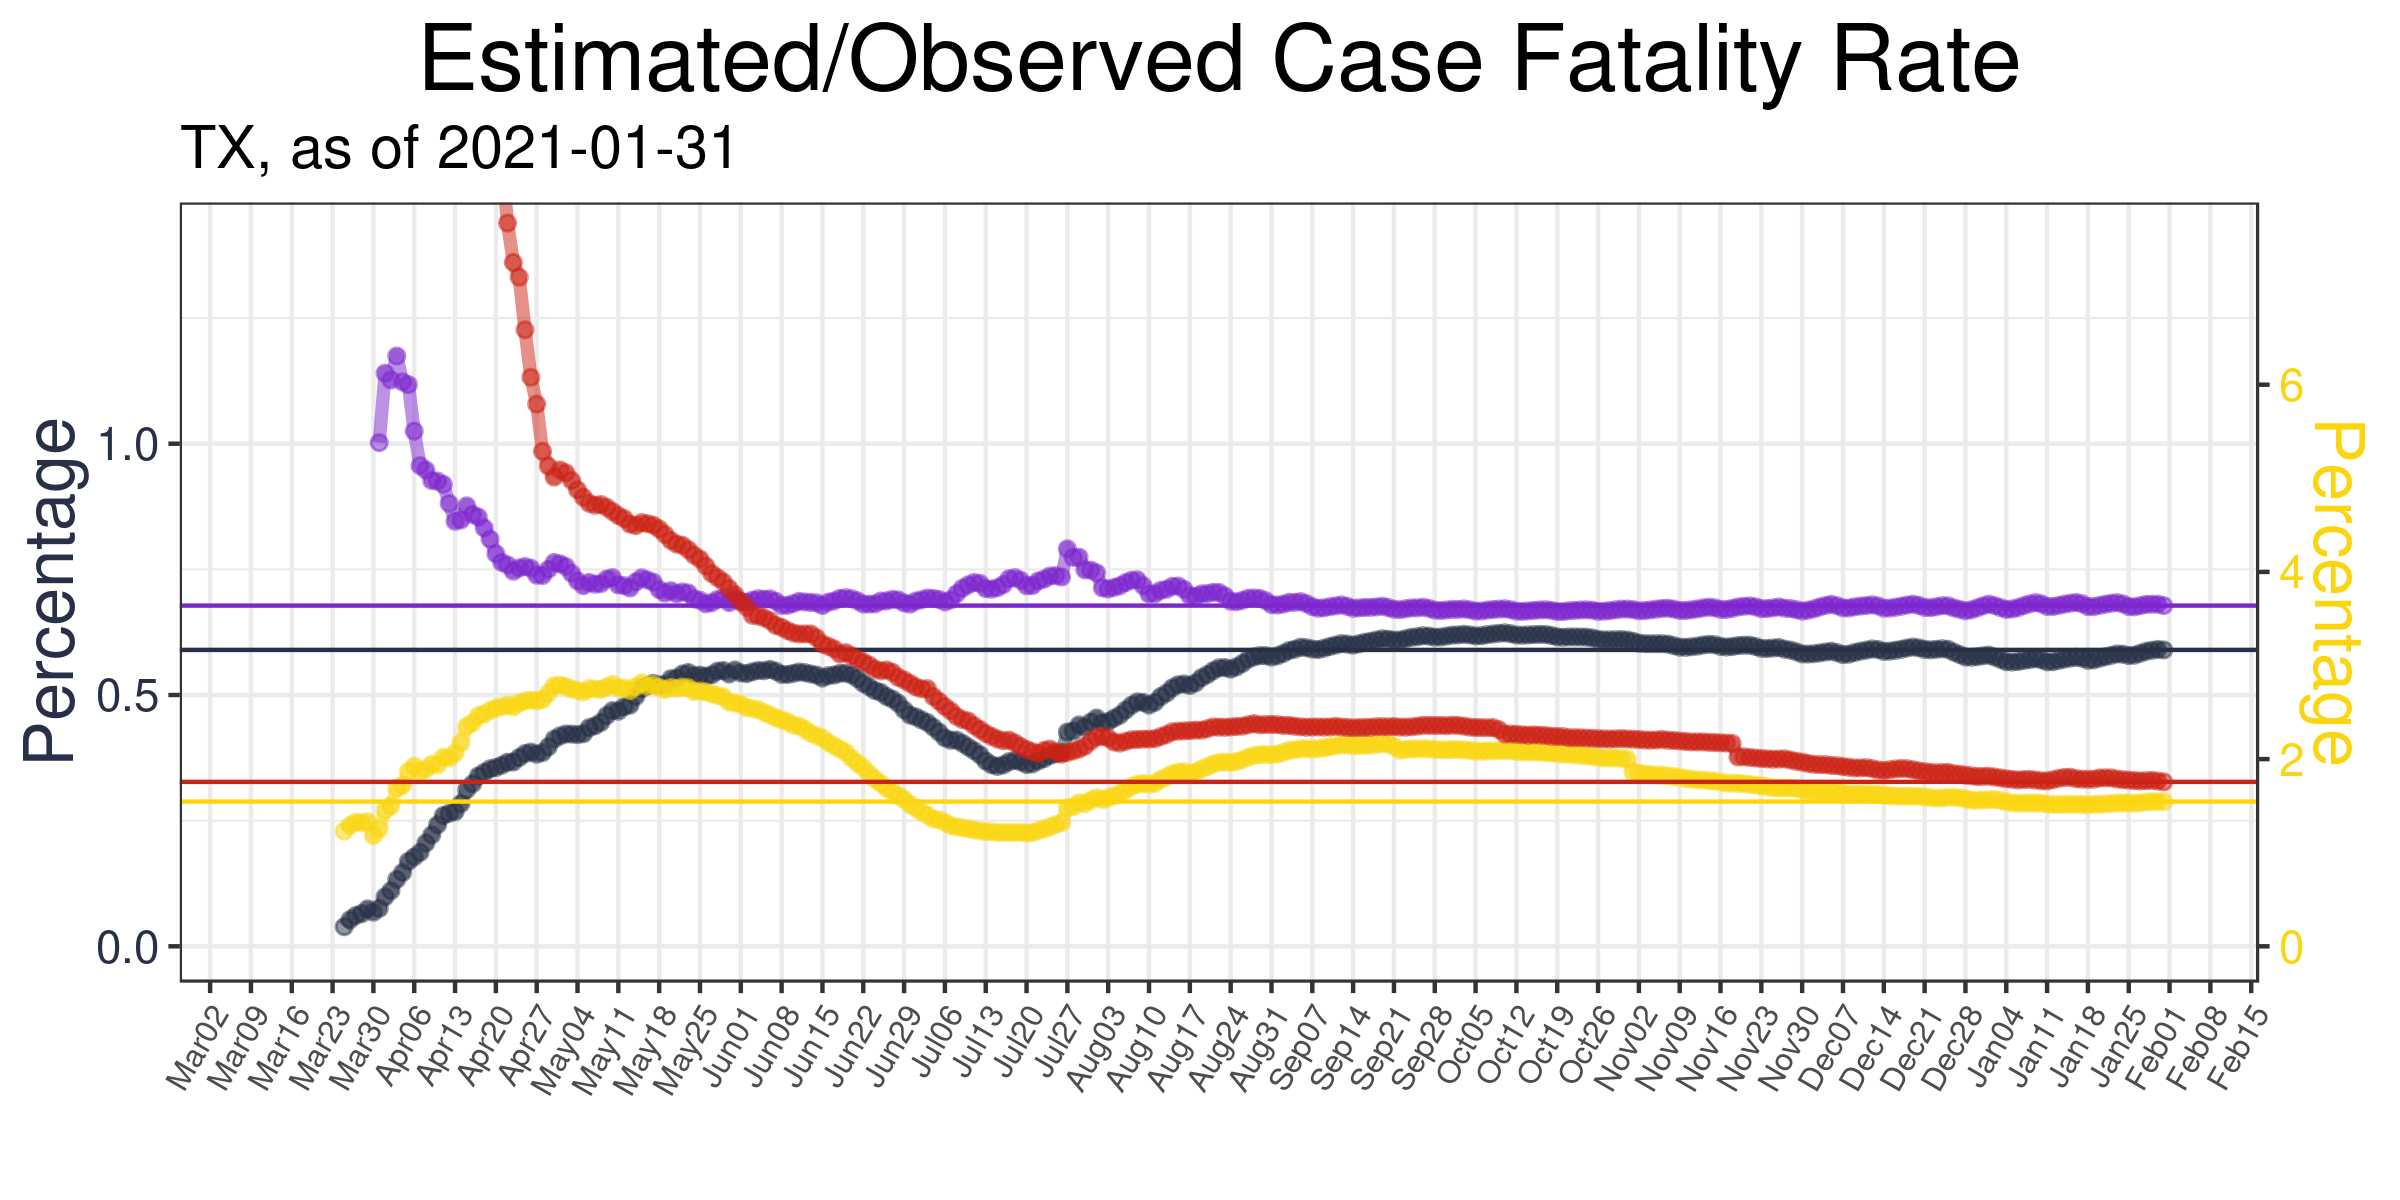 Estimated/Observed Case Fatality Rate
TX, as of 2021-01-31
Percentage
1.0
0.5
0.0
6
4
2
0
Percentage
Mar02 Mar09 Mar16 Mar23 Mar30 Apr06 Apr13 Apr20 Apr27 May04 May11 May18 May25 Jun01 Jun08 Jun15 Jun22 Jun29 Jul06 Jul13 Jul20 Jul27 Aug03 Aug10 Aug17 Aug24 Aug31 Sep07 Sep14 Sep21 Sep28 Oct05 Oct12 Oct19 Oct26 Nov02 Nov09 Nov16 Nov23 Nov30 Dec07 Dec14 Dec21 Dec28 Jan04 Jan11 Jan18 Jan25 Feb01 Feb08 Feb15